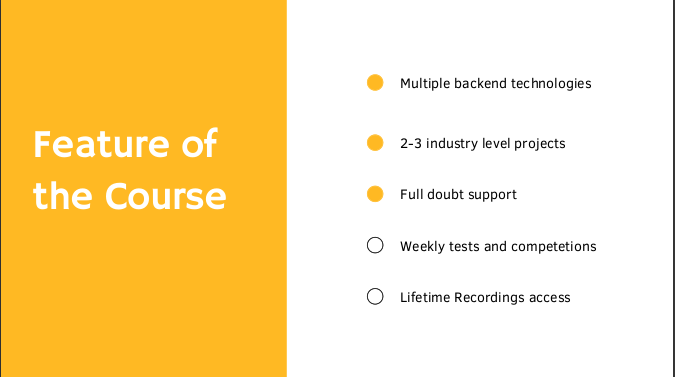 Feature of
the Course
Multiple backend technologies
2-3 industry level projects
Full doubt support
Weekly tests and competetions
Lifetime Recordings access